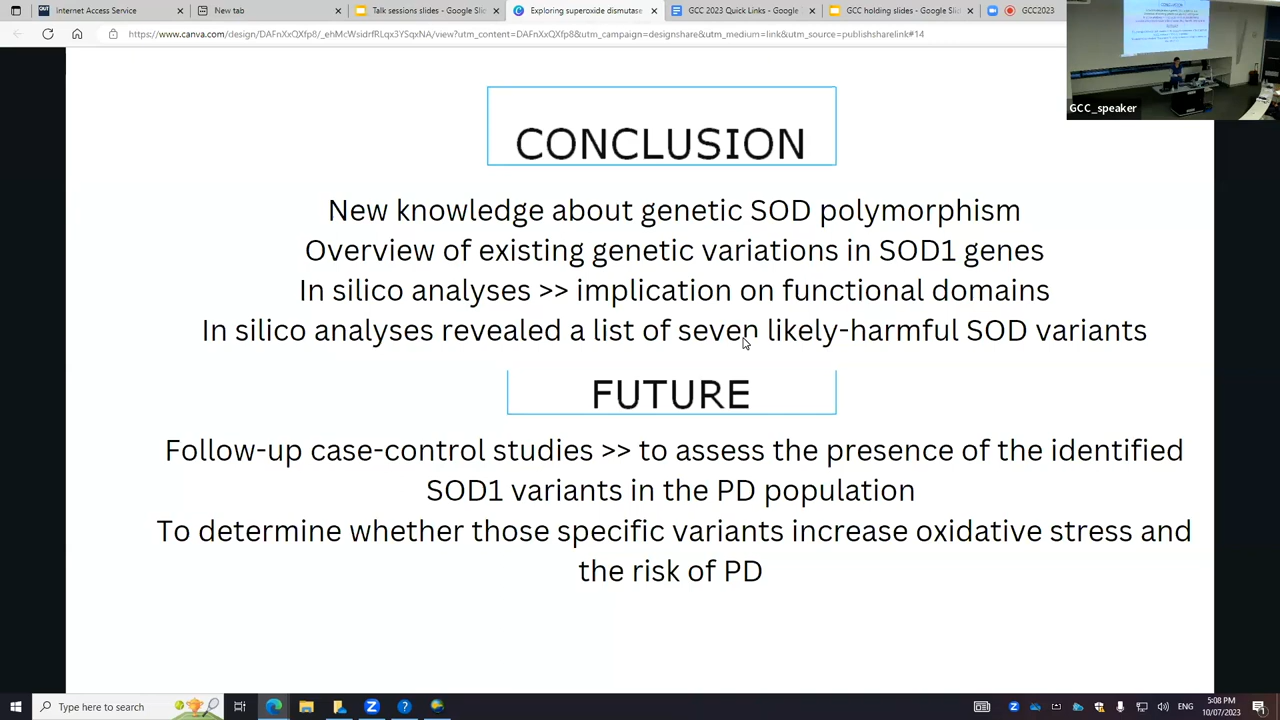 Internet Access Service
New tab
Talk sessions slides - Google Sli
Exploring superoxide dismutase
GCC 2023 Quick Links - Google
GCC holding slides - Google Sli
GCC2023
CONCLUSION
GCC_speaker
New knowledge about genetic SOD polymorphism
Overview of existing genetic variations in SOD1 genes
In silico analyses >> implication on functional domains
In silico analyses revealed a list of seven likely-harmful SOD variants
FUTURE
Follow-up case-control studies >> to assess the presence of the identified
SOD1 variants in the PD population
To determine whether those specific variants increase oxidative stress and
the risk of PD
Type here to search
ENG
5:08 PM
10/07/2023